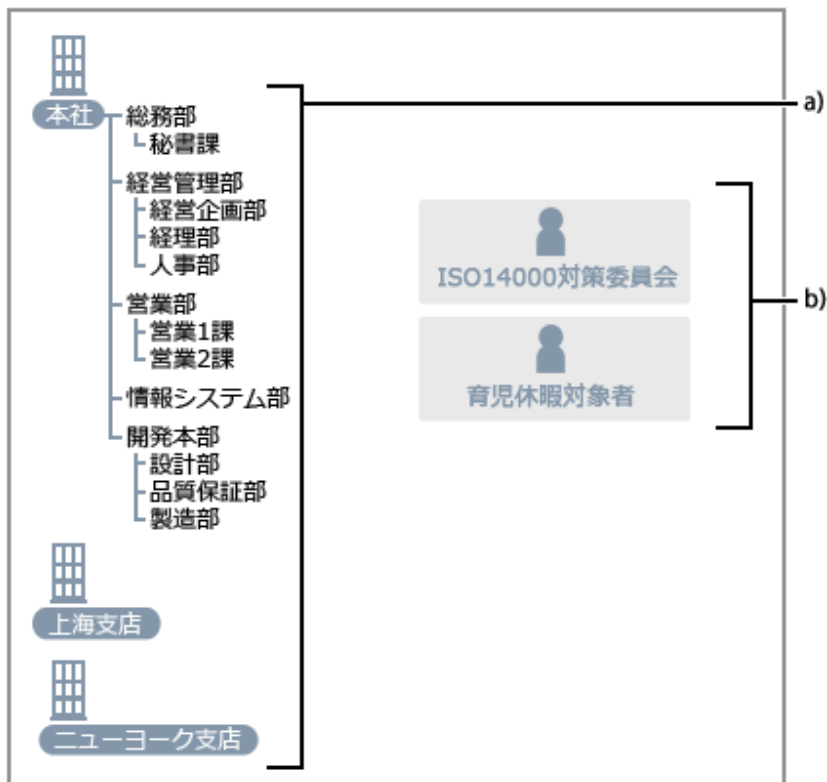 本社
総務部
秘書課
経営管理部
経営企画部
経理部
人事部
営業部
営業1課
営業2課
情報システム部
開発本部
設計部
品質保証部
製造部
上海支店
ニューヨーク支店
a)
ISO14000対策委員会
育児休暇対象者
b)